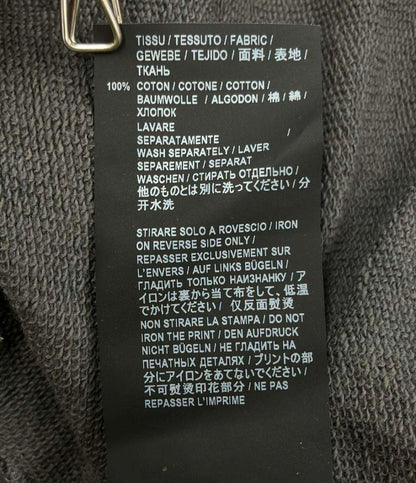 TISSU / TESSUTO / FABRIC /
GEWEBE / TEJIDO / 面料 / 表地 /
ТКАНЬ
100% COTON / COTONE / COTTON /
BAUMWOLLE / ALGODON / 棉 / 綿 /
ХЛОПОК
LAVARE
SEPARATAMENTE /
WASH SEPARATELY / LAVER
SEPAREMENT / SEPARAT
WASCHEN / СТИРАТЬ ОТДЕЛЬНО /
他のものとは別に洗ってください / 分
开水洗
STIRARE SOLO A ROVESCIO / IRON
ON REVERSE SIDE ONLY /
REPASSER EXCLUSIVEMENT SUR
L'ENVERS / AUF LINKS BÜGELN /
ГЛАДИТЬ ТОЛЬКО НАИЗНАНКУ / ア
イロンは裏から当て布をして、低温
でかけてください / 仅反面熨烫
NON STIRARE LA STAMPA / DO NOT
IRON THE PRINT / DEN AUFDRUCK
NICHT BÜGELN / НЕ ГЛАДИТЬ НА
ПЕЧАТНЫХ ДЕТАЛЯХ / プリントの部
分にアイロンをあてないでください /
不可熨烫印花部分 / NE PAS
REPASSER L'IMPRIME